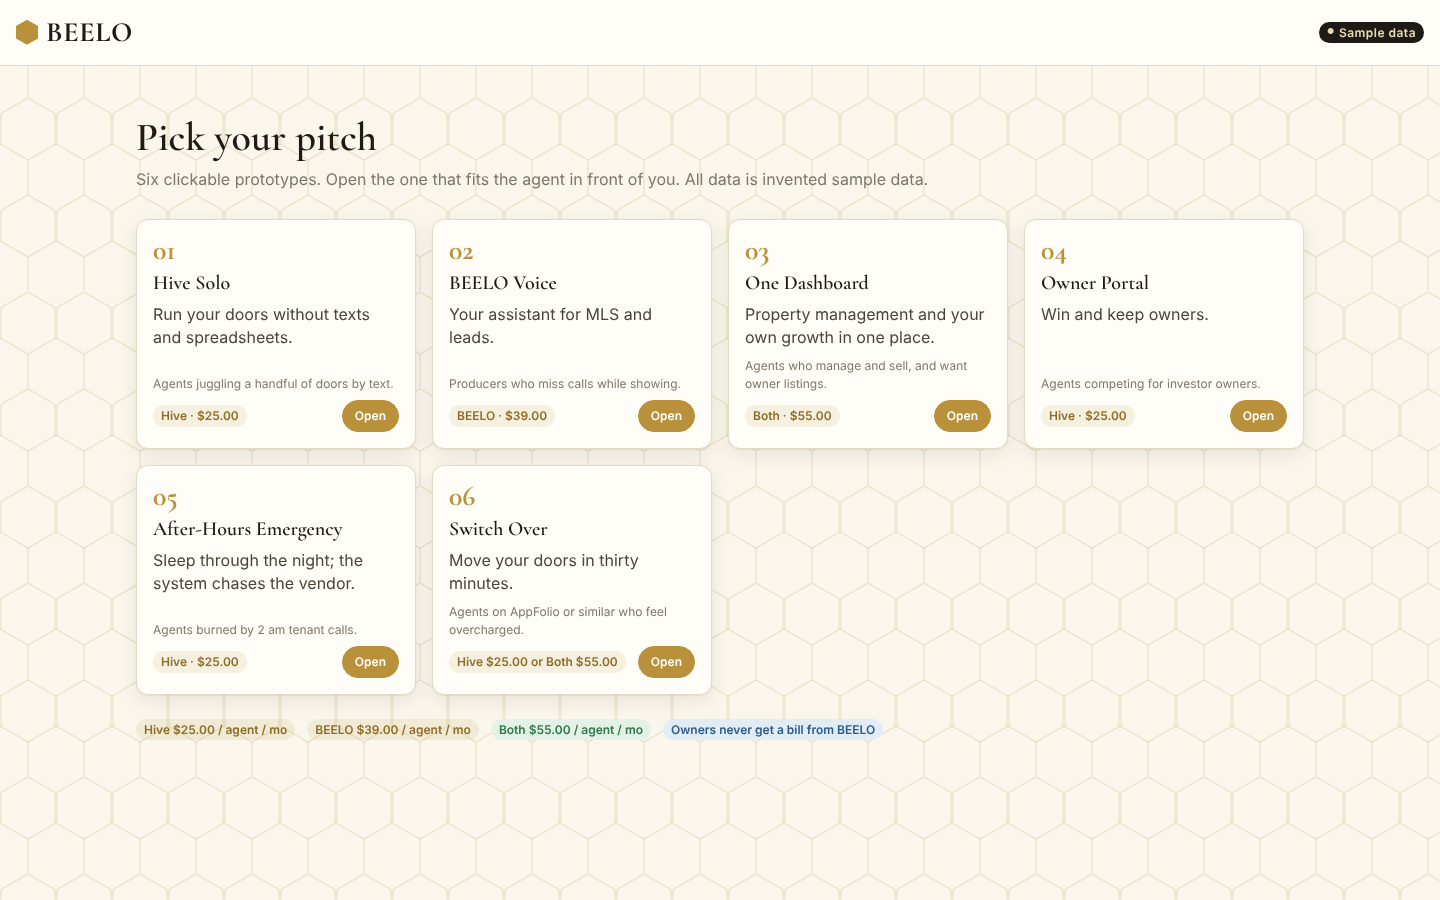 BEELO
Sample data
Pick your pitch
Six clickable prototypes. Open the one that fits the agent in front of you. All data is invented sample data.
01
Hive Solo
Run your doors without texts
and spreadsheets.
Agents juggling a handful of doors by text.
Hive · $25.00
Open
02
BEELO Voice
Your assistant for MLS and
leads.
Producers who miss calls while showing.
BEELO · $39.00
Open
03
One Dashboard
Property management and your
own growth in one place.
Agents who manage and sell, and want
owner listings.
Both · $55.00
Open
04
Owner Portal
Win and keep owners.
Agents competing for investor owners.
Hive · $25.00
Open
05
After-Hours Emergency
Sleep through the night; the
system chases the vendor.
Agents burned by 2 am tenant calls.
Hive · $25.00
Open
06
Switch Over
Move your doors in thirty
minutes.
Agents on AppFolio or similar who feel
overcharged.
Hive $25.00 or Both $55.00
Open
Hive $25.00 / agent / mo
BEELO $39.00 / agent / mo
Both $55.00 / agent / mo
Owners never get a bill from BEELO